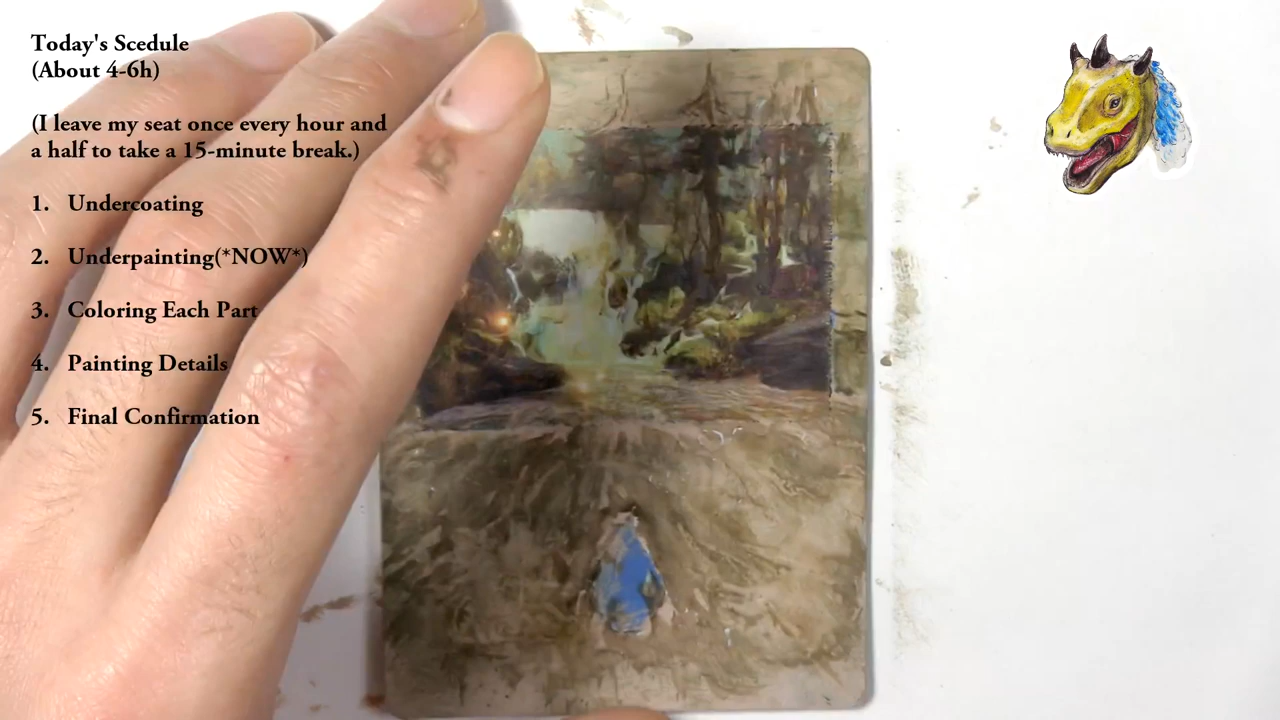 Today's Scedule
(About 4-6h)
(I leave my seat once every hour and
a half to take a 15-minute break.)
1. Undercoating
2. Underpainting(*NOW*)
3. Coloring Each Part
4. Painting Details
5. Final Confirmation